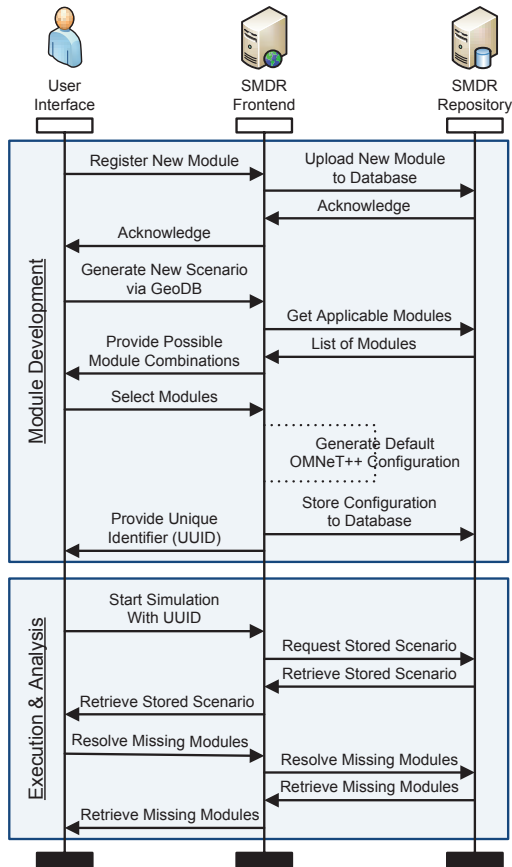 User
Interface
SMDR
Frontend
SMDR
Repository
Module Development
Register New Module
Upload New Module
to Database
Acknowledge
Acknowledge
Generate New Scenario
via GeoDB
Get Applicable Modules
List of Modules
Provide Possible
Module Combinations
Select Modules
Generate Default
OMNeT++ Configuration
Store Configuration
to Database
Provide Unique
Identifier (UUID)
Execution & Analysis
Start Simulation
With UUID
Request Stored Scenario
Retrieve Stored Scenario
Retrieve Stored Scenario
Resolve Missing Modules
Resolve Missing Modules
Retrieve Missing Modules
Retrieve Missing Modules